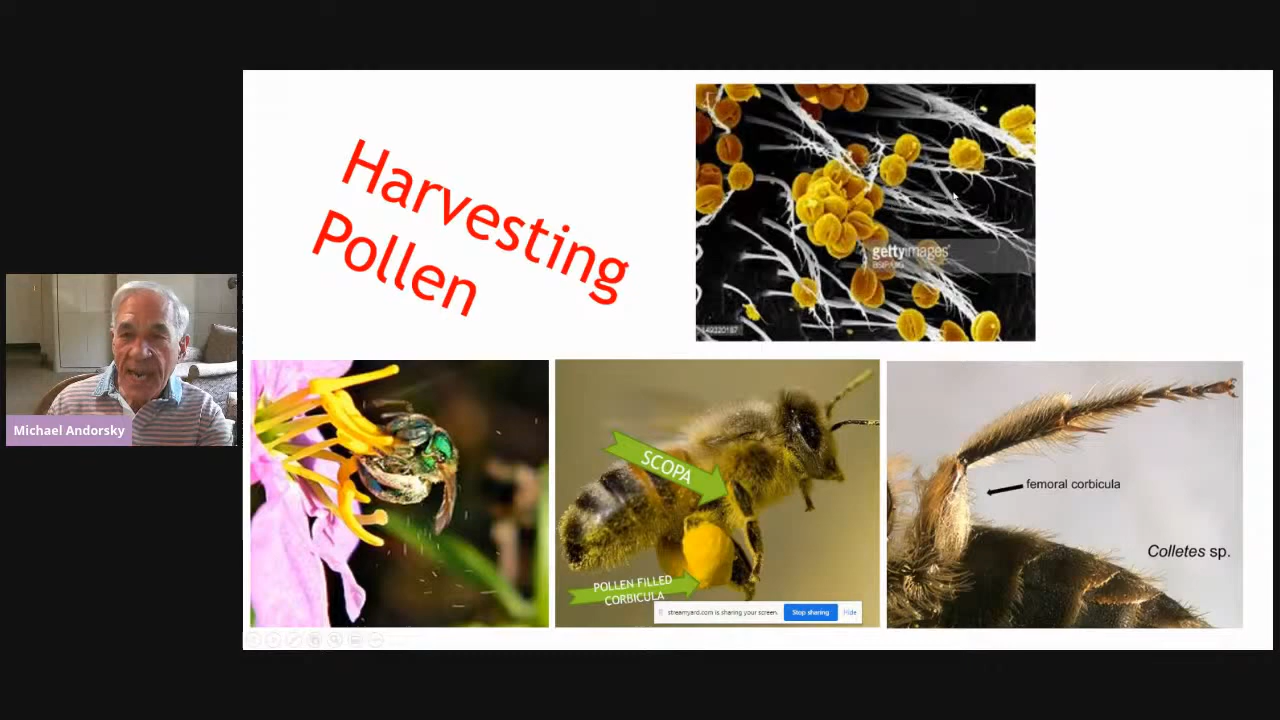 Harvesting
Pollen
gettyimages
Michael Andorsky
SCOPA
POLLEN FILLED
CORBICULA
streamyard.com is sharing your screen.
Stop sharing
Hide
femoral corbicula
Colletes sp.